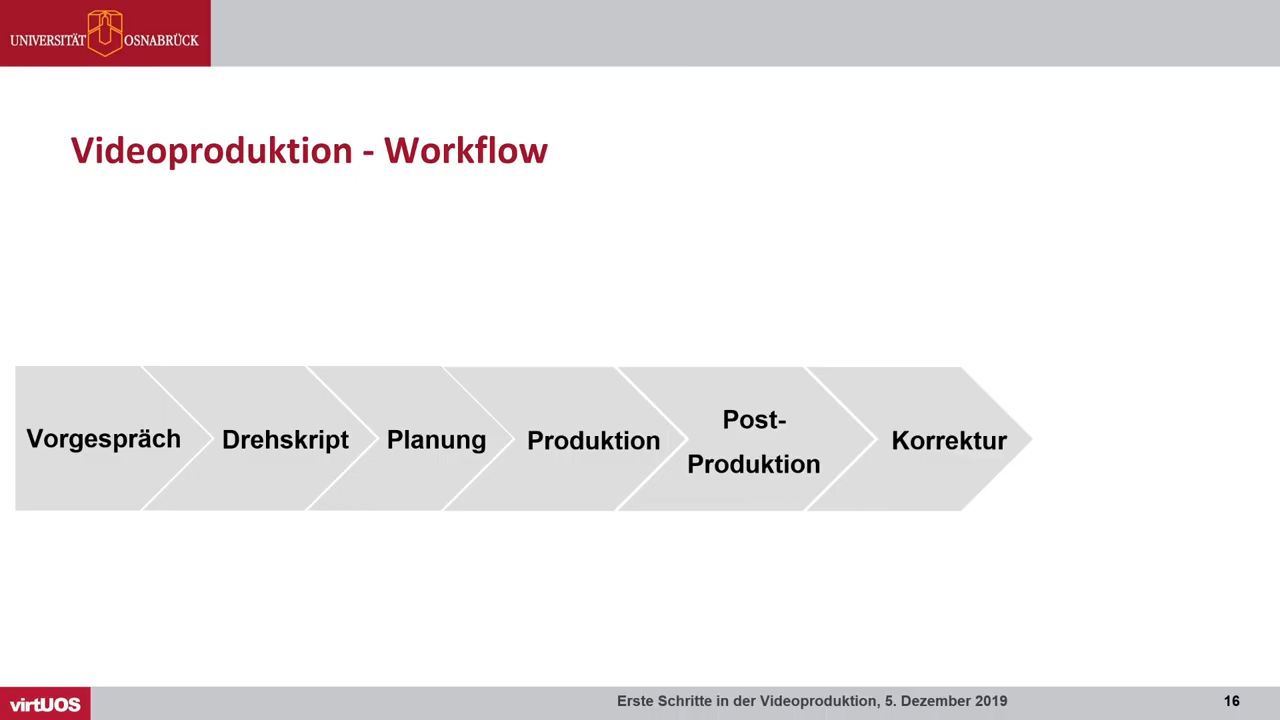 UNIVERSITÄT OSNABRÜCK
Videoproduktion - Workflow
Vorgespräch
Drehskript
Planung
Produktion
Post-
Produktion
Korrektur
virtUOS
Erste Schritte in der Videoproduktion, 5. Dezember 2019
16